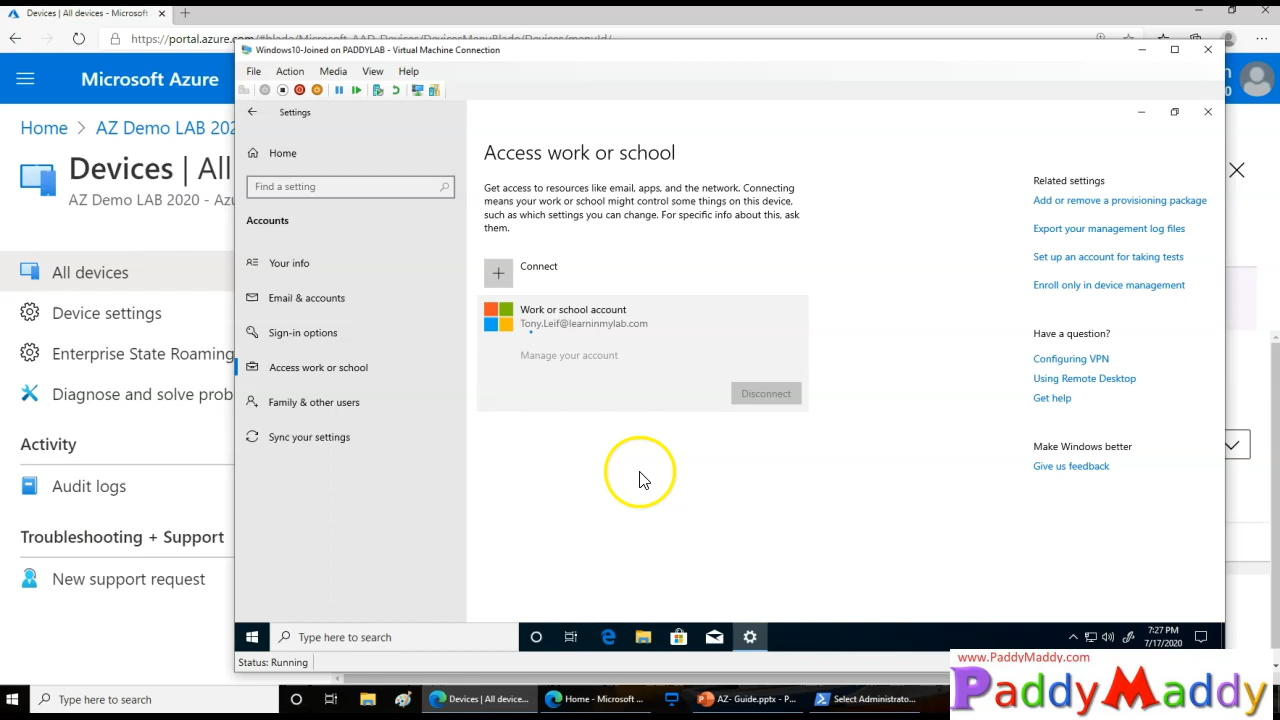 Devices | All devices - Microsoft
https://portal.azure.com/#blade/Microsoft_AAD_Devices/DevicesMenuBlade/Devices/menuId/
Microsoft Azure
Home > AZ Demo LAB 202
Devices | All
AZ Demo LAB 2020 - Azu
All devices
Device settings
Enterprise State Roaming
Diagnose and solve prob
Activity
Audit logs
Troubleshooting + Support
New support request
Windows10-Joined on PADDYLAB - Virtual Machine Connection
File Action Media View Help
Settings
Home
Find a setting
Accounts
Your info
Email & accounts
Sign-in options
Access work or school
Family & other users
Sync your settings
Access work or school
Get access to resources like email, apps, and the network. Connecting
means your work or school might control some things on this device,
such as which settings you can change. For specific info about this, ask
them.
Connect
Work or school account
Tony.Leif@learninmylab.com
Manage your account
Disconnect
Related settings
Add or remove a provisioning package
Export your management log files
Set up an account for taking tests
Enroll only in device management
Have a question?
Configuring VPN
Using Remote Desktop
Get help
Make Windows better
Give us feedback
Type here to search
7:27 PM
7/17/2020
Status: Running
www.PaddyMaddy.com
PaddyMaddy
Type here to search
Devices | All device...
Home - Microsoft ...
AZ- Guide.pptx - P...
Select Administrato...